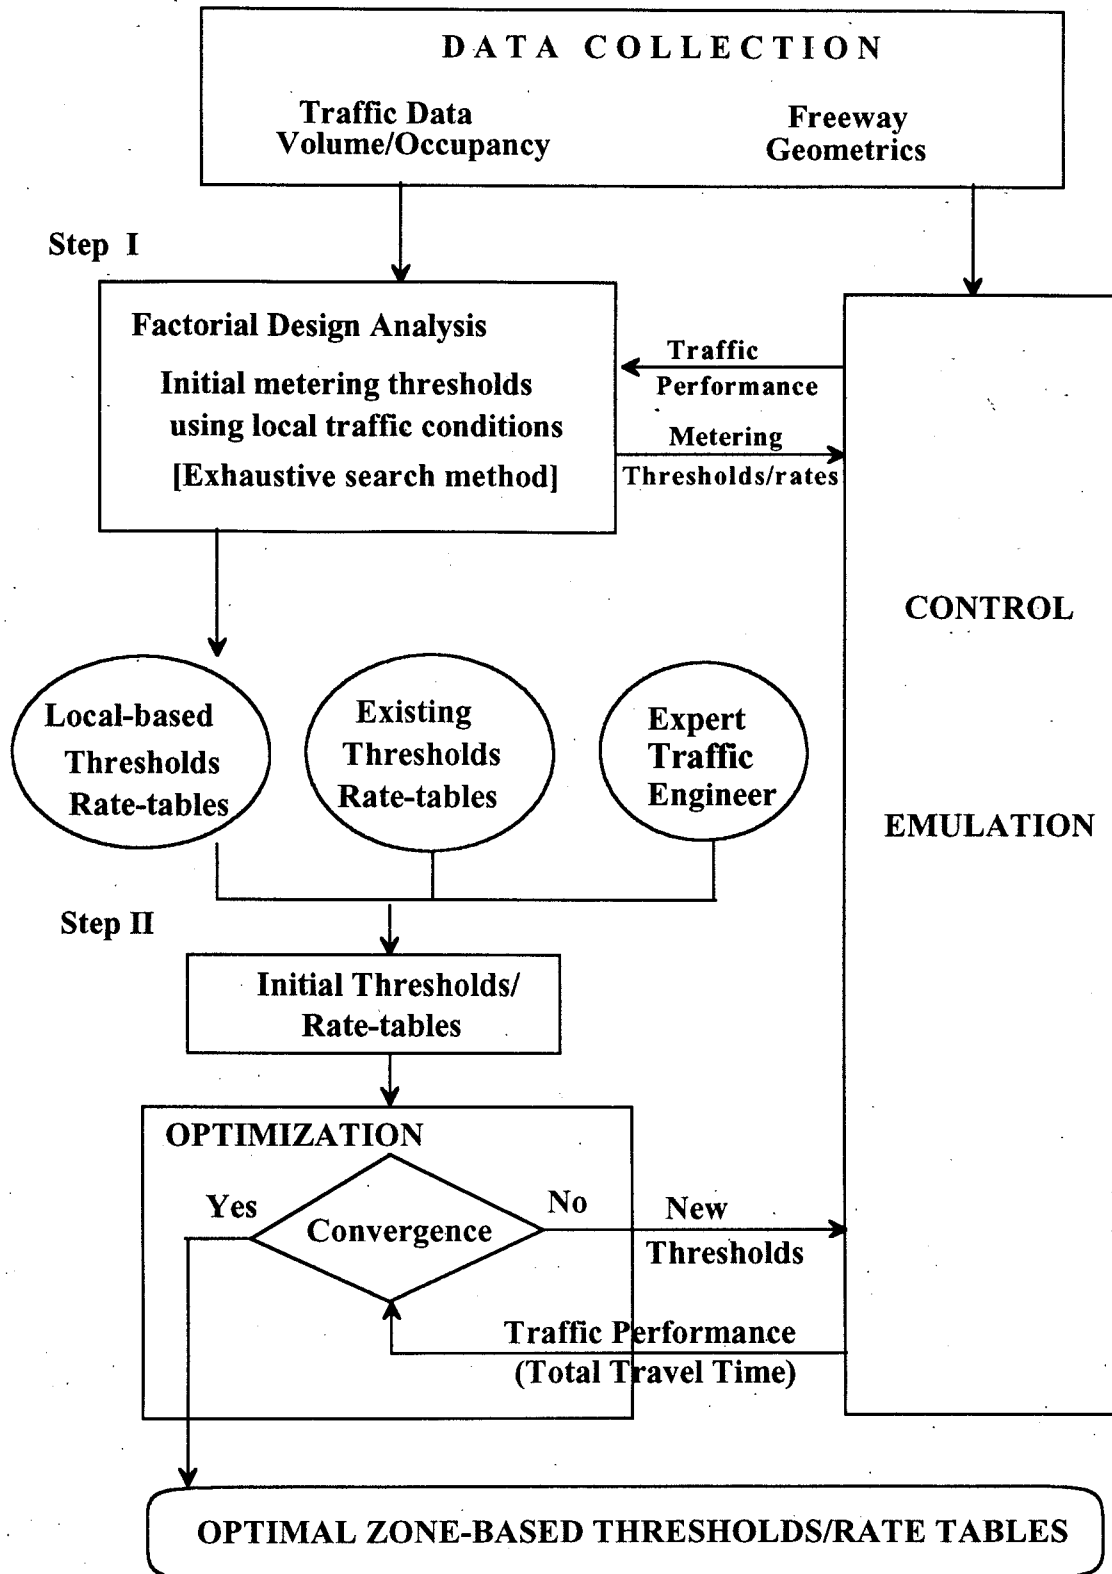 DATA COLLECTION
Traffic Data
Volume/Occupancy
Freeway
Geometrics
Step I
Factorial Design Analysis
Initial metering thresholds
using local traffic conditions
[Exhaustive search method]
Traffic
Performance
Metering
Thresholds/rates
CONTROL
EMULATION
Local-based
Thresholds
Rate-tables
Existing
Thresholds
Rate-tables
Expert
Traffic
Engineer
Step II
Initial Thresholds/
Rate-tables
OPTIMIZATION
Yes
Convergence
No
New
Thresholds
Traffic Performance
(Total Travel Time)
OPTIMAL ZONE-BASED THRESHOLDS/RATE TABLES